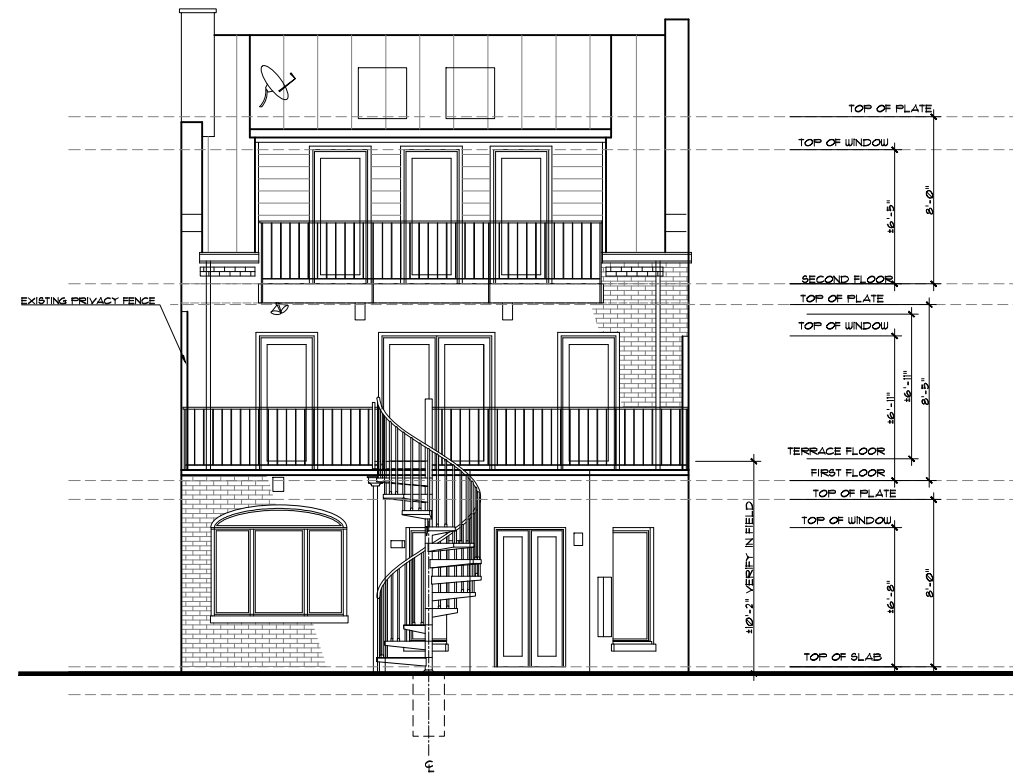 TOP OF PLATE
TOP OF WINDOW
±6'-5"
8'-0"
SECOND FLOOR
EXISTING PRIVACY FENCE
TOP OF PLATE
TOP OF WINDOW
±6'-11"
±6'-11"
8'-5"
TERRACE FLOOR
FIRST FLOOR
TOP OF PLATE
TOP OF WINDOW
±10'-2" VERIFY IN FIELD
±6'-8"
8'-0"
TOP OF SLAB
℄